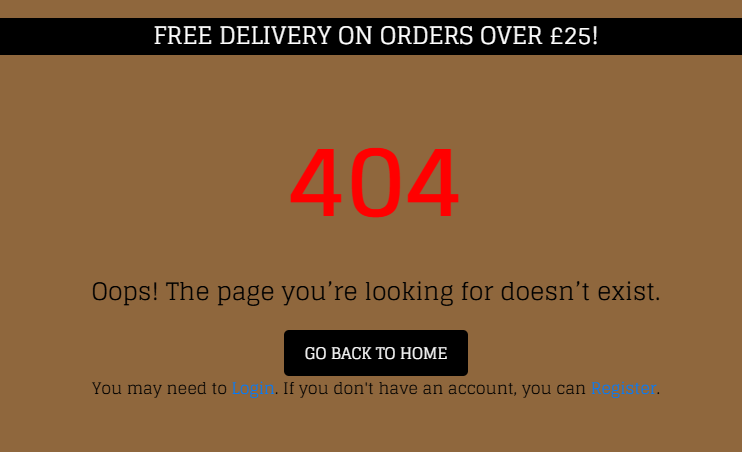 FREE DELIVERY ON ORDERS OVER £25!
404
Oops! The page you’re looking for doesn’t exist.
GO BACK TO HOME
You may need to Login. If you don't have an account, you can Register.